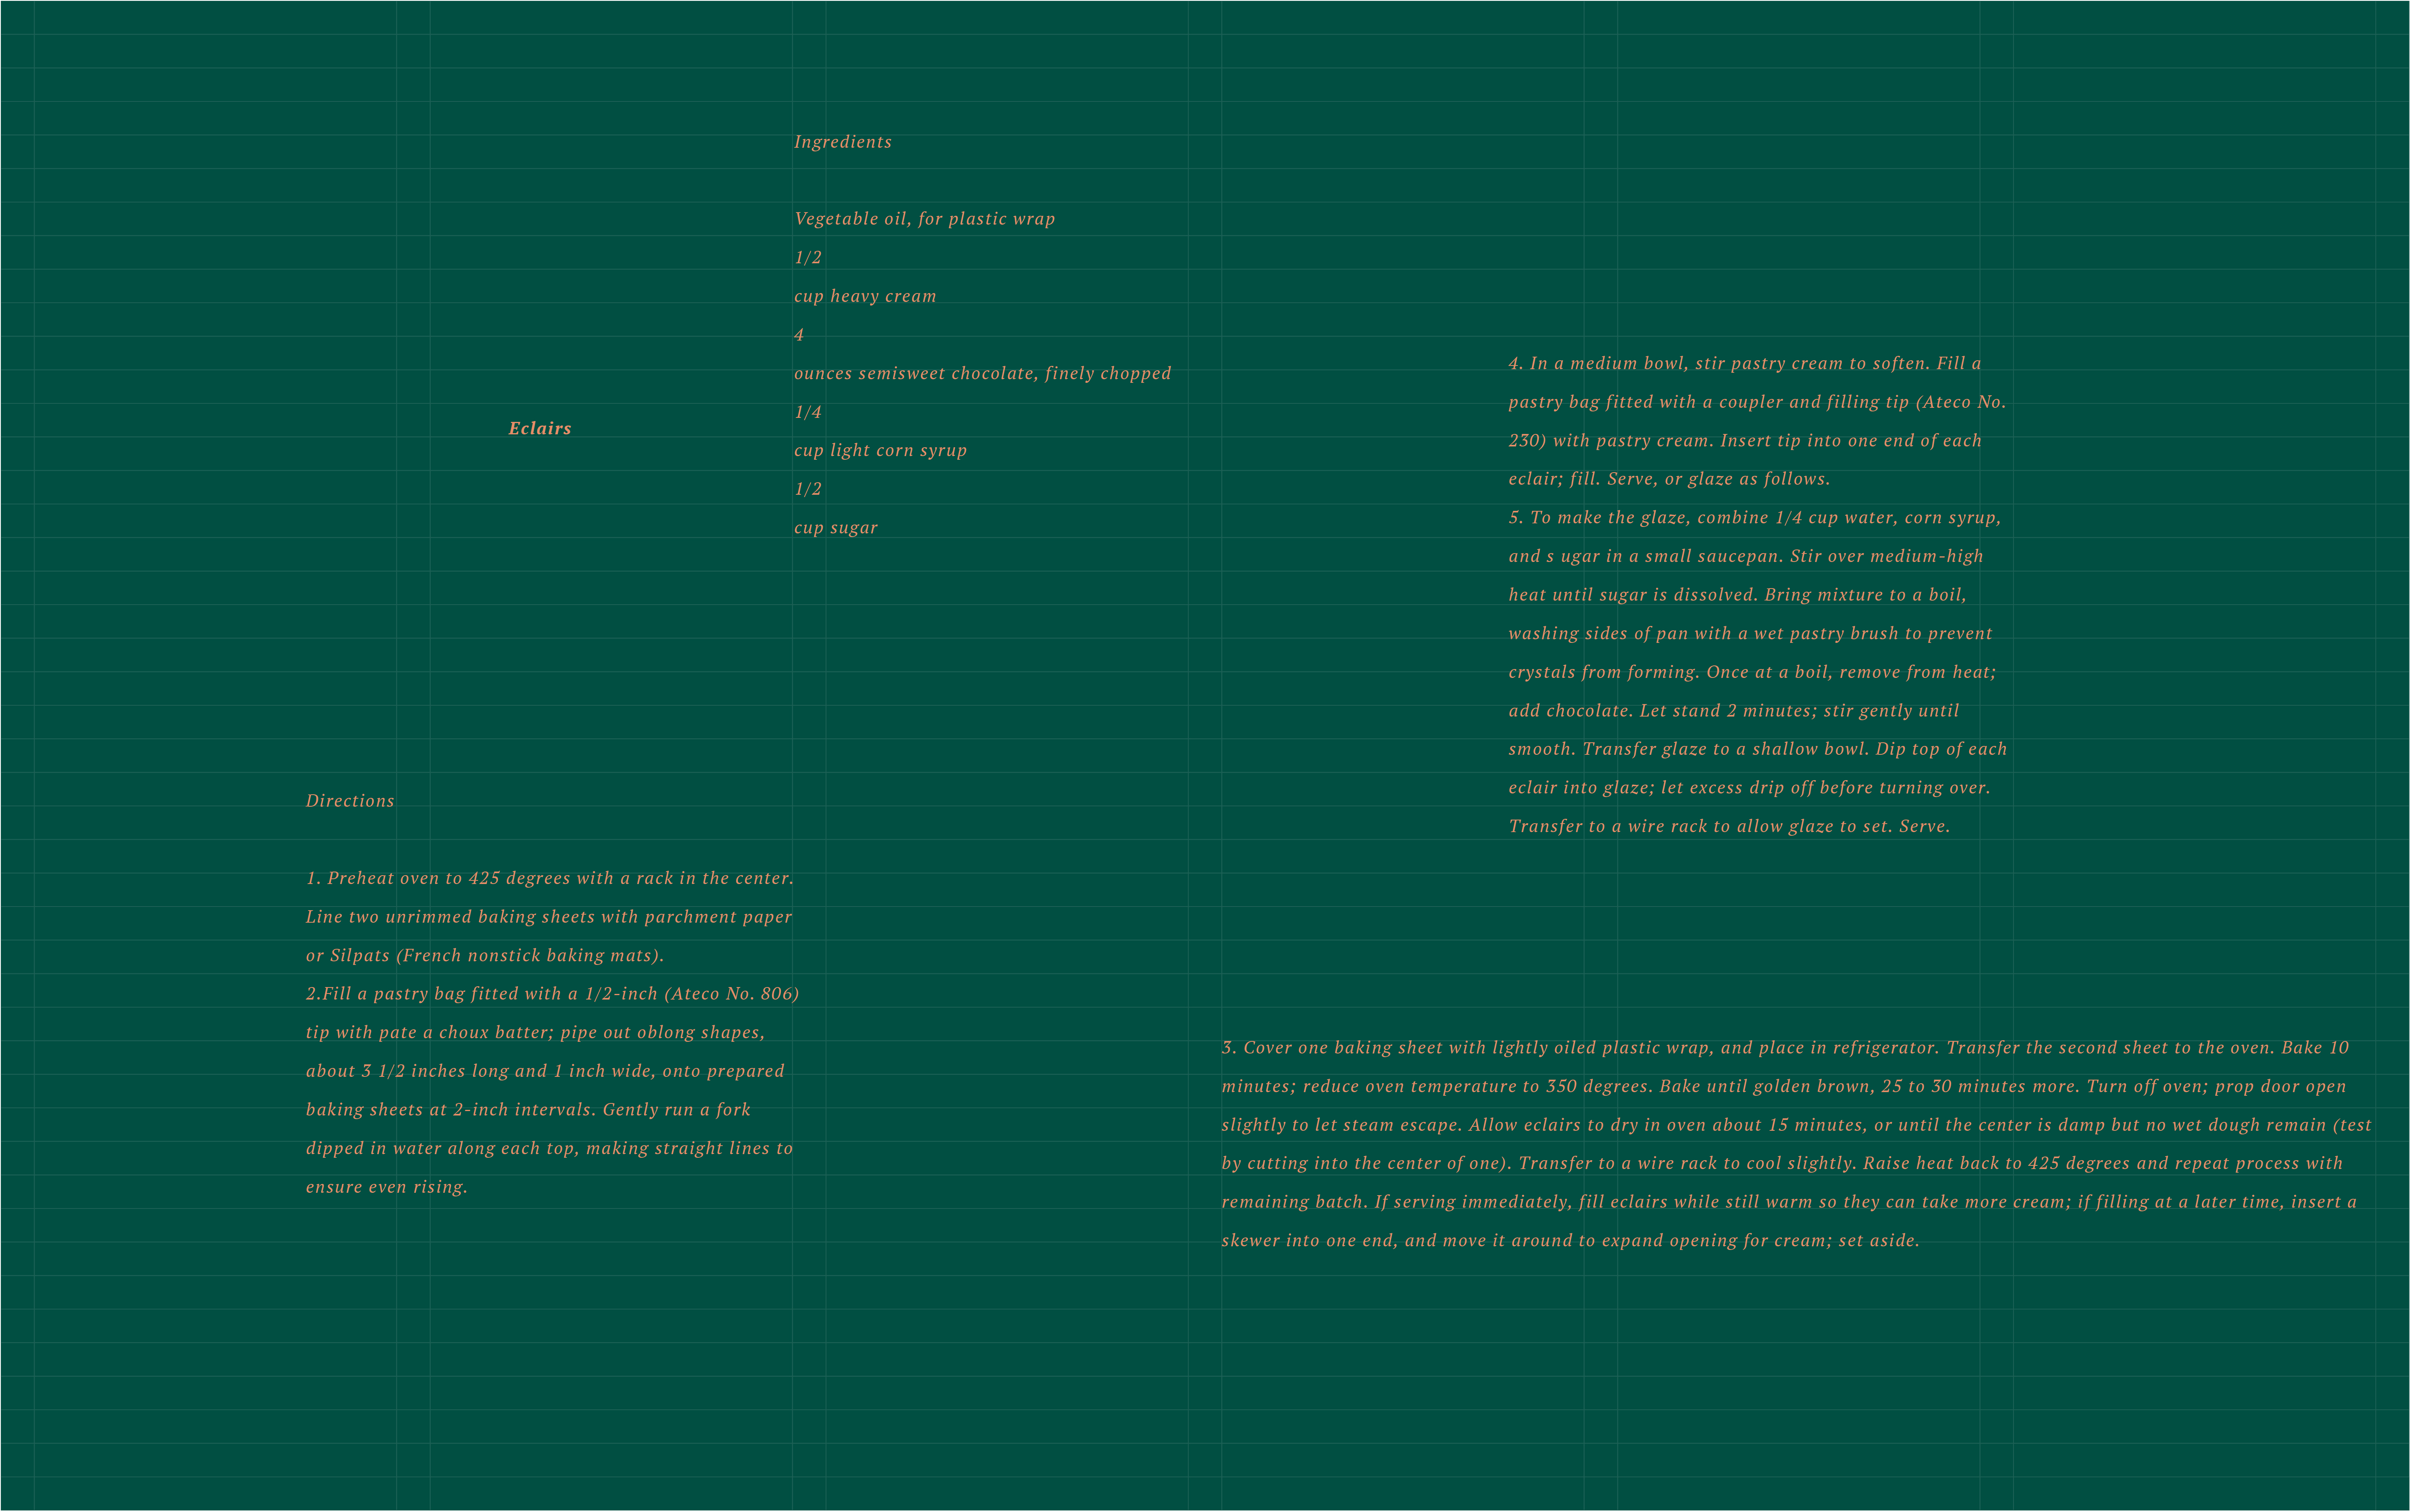 Eclairs
Ingredients
Vegetable oil, for plastic wrap
1/2
cup heavy cream
4
ounces semisweet chocolate, finely chopped
1/4
cup light corn syrup
1/2
cup sugar
Directions
1. Preheat oven to 425 degrees with a rack in the center.
Line two unrimmed baking sheets with parchment paper
or Silpats (French nonstick baking mats).
2.Fill a pastry bag fitted with a 1/2-inch (Ateco No. 806)
tip with pate a choux batter; pipe out oblong shapes,
about 3 1/2 inches long and 1 inch wide, onto prepared
baking sheets at 2-inch intervals. Gently run a fork
dipped in water along each top, making straight lines to
ensure even rising.
3. Cover one baking sheet with lightly oiled plastic wrap, and place in refrigerator. Transfer the second sheet to the oven. Bake 10
minutes; reduce oven temperature to 350 degrees. Bake until golden brown, 25 to 30 minutes more. Turn off oven; prop door open
slightly to let steam escape. Allow eclairs to dry in oven about 15 minutes, or until the center is damp but no wet dough remain (test
by cutting into the center of one). Transfer to a wire rack to cool slightly. Raise heat back to 425 degrees and repeat process with
remaining batch. If serving immediately, fill eclairs while still warm so they can take more cream; if filling at a later time, insert a
skewer into one end, and move it around to expand opening for cream; set aside.
4. In a medium bowl, stir pastry cream to soften. Fill a
pastry bag fitted with a coupler and filling tip (Ateco No.
230) with pastry cream. Insert tip into one end of each
eclair; fill. Serve, or glaze as follows.
5. To make the glaze, combine 1/4 cup water, corn syrup,
and s ugar in a small saucepan. Stir over medium-high
heat until sugar is dissolved. Bring mixture to a boil,
washing sides of pan with a wet pastry brush to prevent
crystals from forming. Once at a boil, remove from heat;
add chocolate. Let stand 2 minutes; stir gently until
smooth. Transfer glaze to a shallow bowl. Dip top of each
eclair into glaze; let excess drip off before turning over.
Transfer to a wire rack to allow glaze to set. Serve.